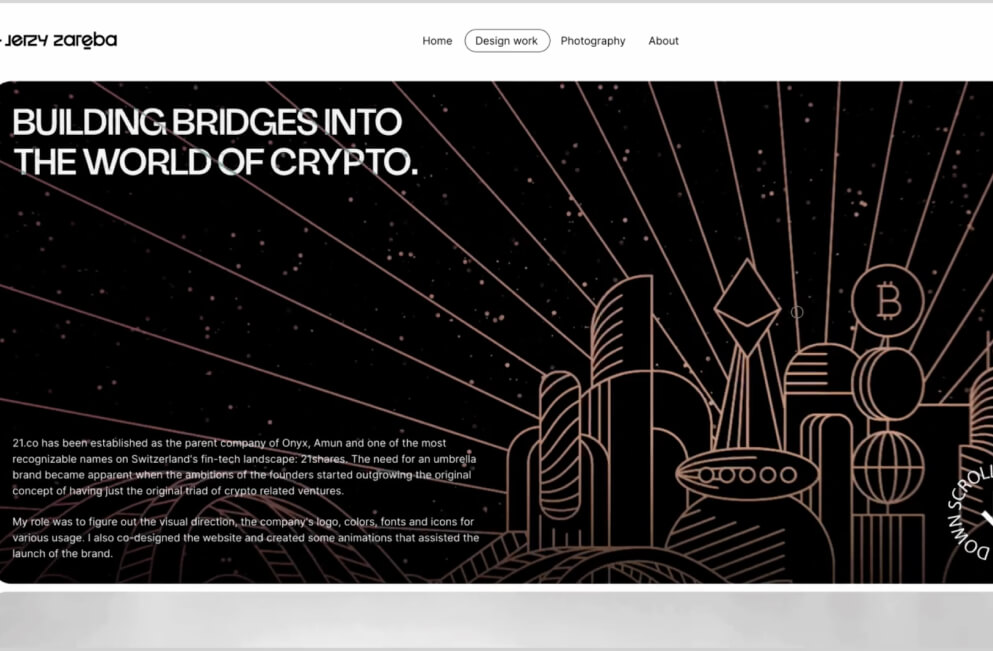 Jerzy zaręba
Home
Design work
Photography
About
BUILDING BRIDGES INTO
THE WORLD OF CRYPTO.
21.co has been established as the parent company of Onyx, Amun and one of the most
recognizable names on Switzerland's fin-tech landscape: 21shares. The need for an umbrella
brand became apparent when the ambitions of the founders started outgrowing the original
concept of having just the original triad of crypto related ventures.
My role was to figure out the visual direction, the company's logo, colors, fonts and icons for
various usage. I also co-designed the website and created some animations that assisted the
launch of the brand.
DOWN SCROLL